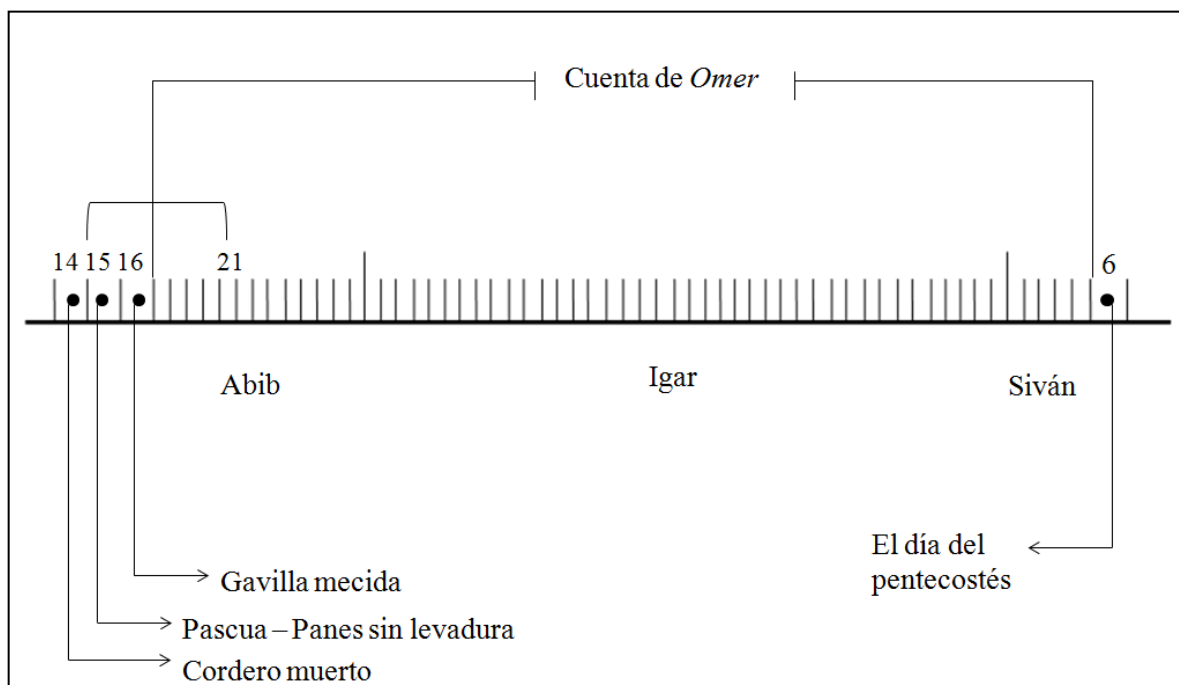 Cuenta de Omer
14 15 16 21 6
Abib Igar Siván
El día del
pentecostés
Gavilla mecida
Pascua – Panes sin levadura
Cordero muerto